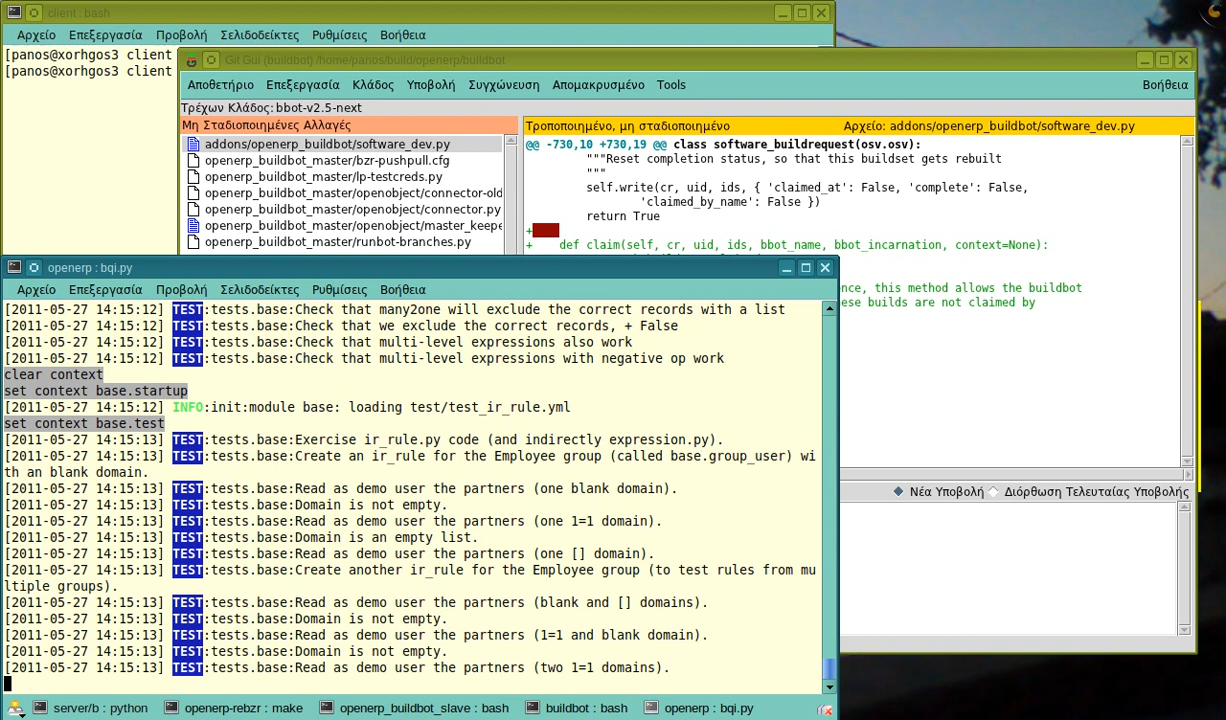 client : bash
Αρχείο Επεξεργασία Προβολή Σελιδοδείκτες Ρυθμίσεις Βοήθεια
[panos@xorhgos3 client
[panos@xorhgos3 client
Git Gui (buildbot) /home/panos/build/openerp/buildbot
Αποθετήριο Επεξεργασία Κλάδος Υποβολή Συγχώνευση Απομακρυσμένο Tools Βοήθεια
Τρέχων Κλάδος: bbot-v2.5-next
Μη Σταδιοποιημένες Αλλαγές
addons/openerp_buildbot/software_dev.py
openerp_buildbot_master/bzr-pushpull.cfg
openerp_buildbot_master/lp-testcreds.py
openerp_buildbot_master/openobject/connector-old
openerp_buildbot_master/openobject/connector.py
openerp_buildbot_master/openobject/master_keepe
openerp_buildbot_master/runbot-branches.py
Τροποποιημένο, μη σταδιοποιημένο Αρχείο: addons/openerp_buildbot/software_dev.py
@@ -730,10 +730,19 @@ class software_buildrequest(osv.osv):
"""Reset completion status, so that this buildset gets rebuilt
"""
self.write(cr, uid, ids, { 'claimed_at': False, 'complete': False,
'claimed_by_name': False })
return True
+
+ def claim(self, cr, uid, ids, bbot_name, bbot_incarnation, context=None):
ence, this method allows the buildbot
ese builds are not claimed by
Νέα Υποβολή Διόρθωση Τελευταίας Υποβολής
openerp : bqi.py
Αρχείο Επεξεργασία Προβολή Σελιδοδείκτες Ρυθμίσεις Βοήθεια
[2011-05-27 14:15:12] TEST:tests.base:Check that many2one will exclude the correct records with a list
[2011-05-27 14:15:12] TEST:tests.base:Check that we exclude the correct records, + False
[2011-05-27 14:15:12] TEST:tests.base:Check that multi-level expressions also work
[2011-05-27 14:15:12] TEST:tests.base:Check that multi-level expressions with negative op work
clear context
set context base.startup
[2011-05-27 14:15:12] INFO:init:module base: loading test/test_ir_rule.yml
set context base.test
[2011-05-27 14:15:13] TEST:tests.base:Exercise ir_rule.py code (and indirectly expression.py).
[2011-05-27 14:15:13] TEST:tests.base:Create an ir_rule for the Employee group (called base.group_user) wi
th an blank domain.
[2011-05-27 14:15:13] TEST:tests.base:Read as demo user the partners (one blank domain).
[2011-05-27 14:15:13] TEST:tests.base:Domain is not empty.
[2011-05-27 14:15:13] TEST:tests.base:Read as demo user the partners (one 1=1 domain).
[2011-05-27 14:15:13] TEST:tests.base:Domain is an empty list.
[2011-05-27 14:15:13] TEST:tests.base:Read as demo user the partners (one [] domain).
[2011-05-27 14:15:13] TEST:tests.base:Create another ir_rule for the Employee group (to test rules from mu
ltiple groups).
[2011-05-27 14:15:13] TEST:tests.base:Read as demo user the partners (blank and [] domains).
[2011-05-27 14:15:13] TEST:tests.base:Domain is not empty.
[2011-05-27 14:15:13] TEST:tests.base:Read as demo user the partners (1=1 and blank domain).
[2011-05-27 14:15:13] TEST:tests.base:Domain is not empty.
[2011-05-27 14:15:13] TEST:tests.base:Read as demo user the partners (two 1=1 domains).
server/b : python openerp-rebzr : make openerp_buildbot_slave : bash buildbot : bash openerp : bqi.py